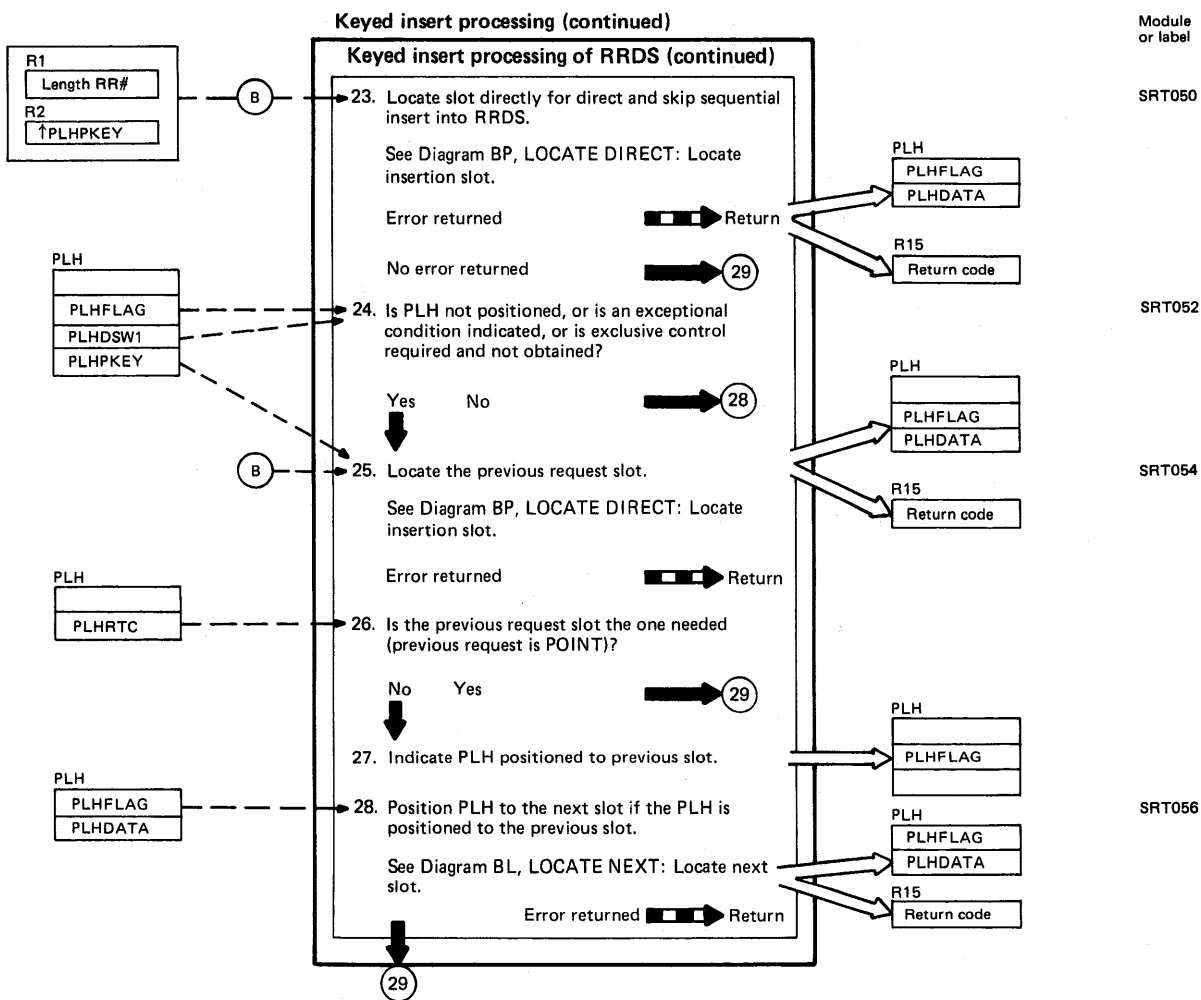 Keyed insert processing (continued)
Module
or label
Keyed insert processing of RRDS (continued)
R1
Length RR#
R2
↑PLHPKEY
B
23. Locate slot directly for direct and skip sequential
insert into RRDS.
SRT050
See Diagram BP, LOCATE DIRECT: Locate
insertion slot.
Error returned
Return
PLH
PLHFLAG
PLHDATA
R15
Return code
No error returned
29
PLH
PLHFLAG
PLHDSW1
PLHPKEY
24. Is PLH not positioned, or is an exceptional
condition indicated, or is exclusive control
required and not obtained?
SRT052
Yes No
28
PLH
PLHFLAG
PLHDATA
R15
Return code
B
25. Locate the previous request slot.
SRT054
See Diagram BP, LOCATE DIRECT: Locate
insertion slot.
Error returned
Return
PLH
PLHRTC
26. Is the previous request slot the one needed
(previous request is POINT)?
No Yes
29
27. Indicate PLH positioned to previous slot.
PLH
PLHFLAG
PLH
PLHFLAG
PLHDATA
28. Position PLH to the next slot if the PLH is
positioned to the previous slot.
SRT056
See Diagram BL, LOCATE NEXT: Locate next
slot.
PLH
PLHFLAG
PLHDATA
R15
Return code
Error returned
Return
29